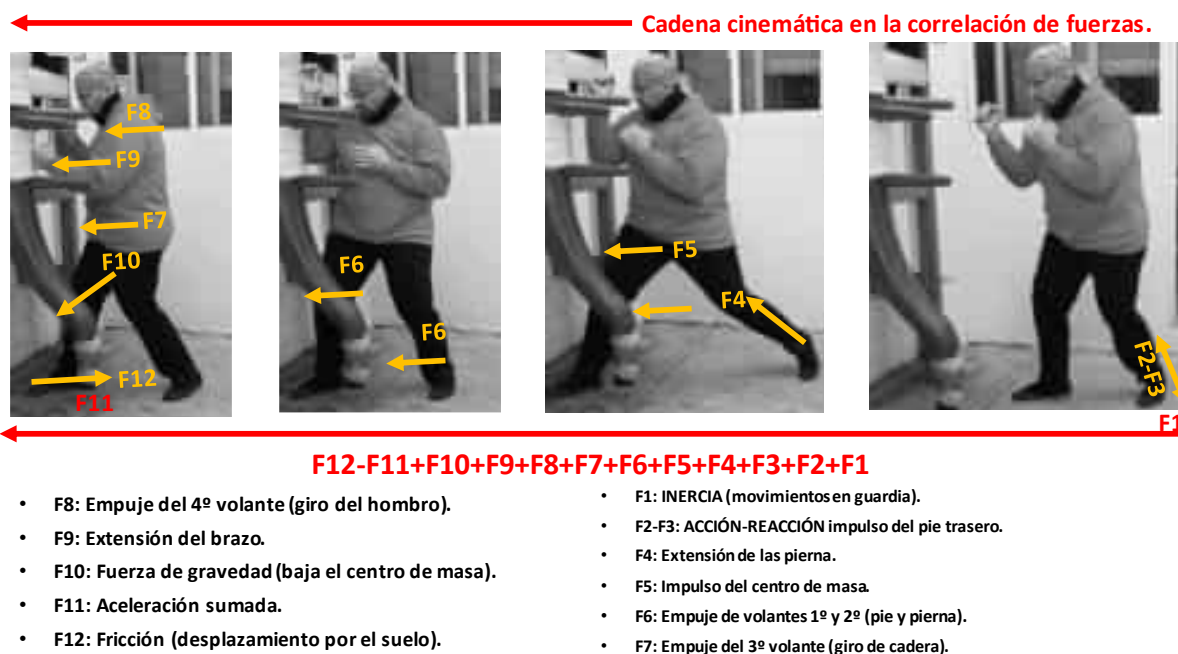 Cadena cinemática en la correlación de fuerzas.
F8
F9
F7
F10
F12
F11
F6
F6
F5
F4
F2-F3
F1
F12-F11+F10+F9+F8+F7+F6+F5+F4+F3+F2+F1
• F8: Empuje del 4º volante (giro del hombro).
• F9: Extensión del brazo.
• F10: Fuerza de gravedad (baja el centro de masa).
• F11: Aceleración sumada.
• F12: Fricción (desplazamiento por el suelo).
• F1: INERCIA (movimientos en guardia).
• F2-F3: ACCIÓN-REACCIÓN impulso del pie trasero.
• F4: Extensión de las pierna.
• F5: Impulso del centro de masa.
• F6: Empuje de volantes 1º y 2º (pie y pierna).
• F7: Empuje del 3º volante (giro de cadera).